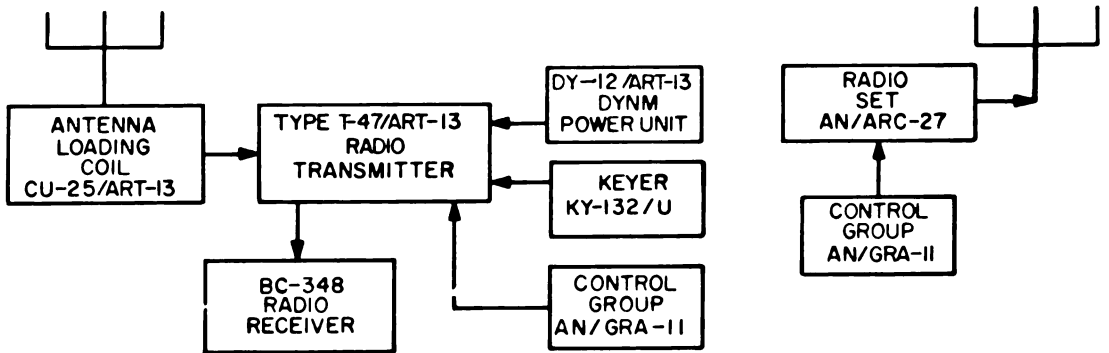 ANTENNA
LOADING
COIL
CU-25/ART-13
TYPE T-47/ART-13
RADIO
TRANSMITTER
DY-12/ART-13
DYNM
POWER UNIT
KEYER
KY-132/U
BC-348
RADIO
RECEIVER
CONTROL
GROUP
AN/GRA-11
RADIO
SET
AN/ARC-27
CONTROL
GROUP
AN/GRA-11